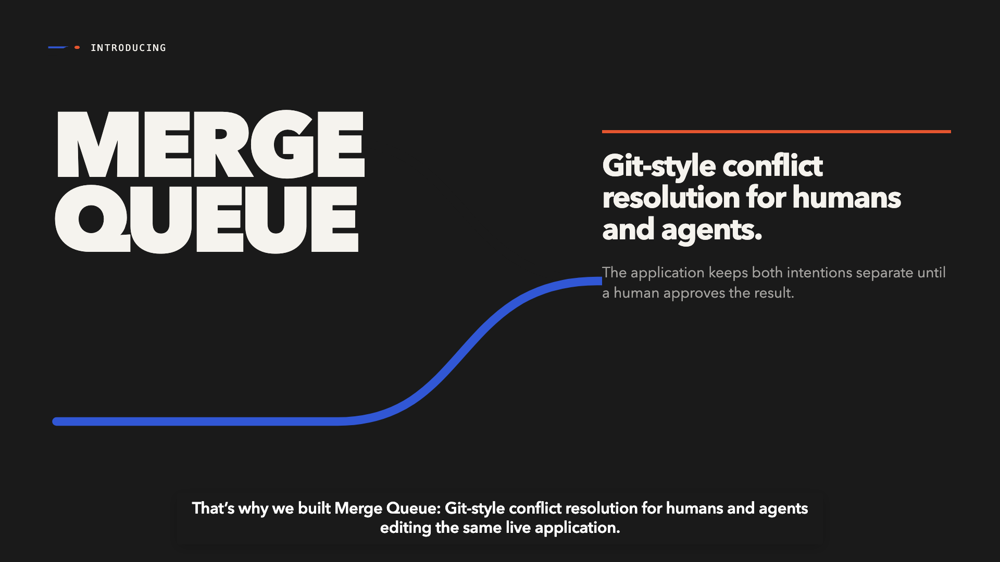 INTRODUCING
MERGE
QUEUE
Git-style conflict
resolution for humans
and agents.
The application keeps both intentions separate until
a human approves the result.
That’s why we built Merge Queue: Git-style conflict resolution for humans and agents
editing the same live application.